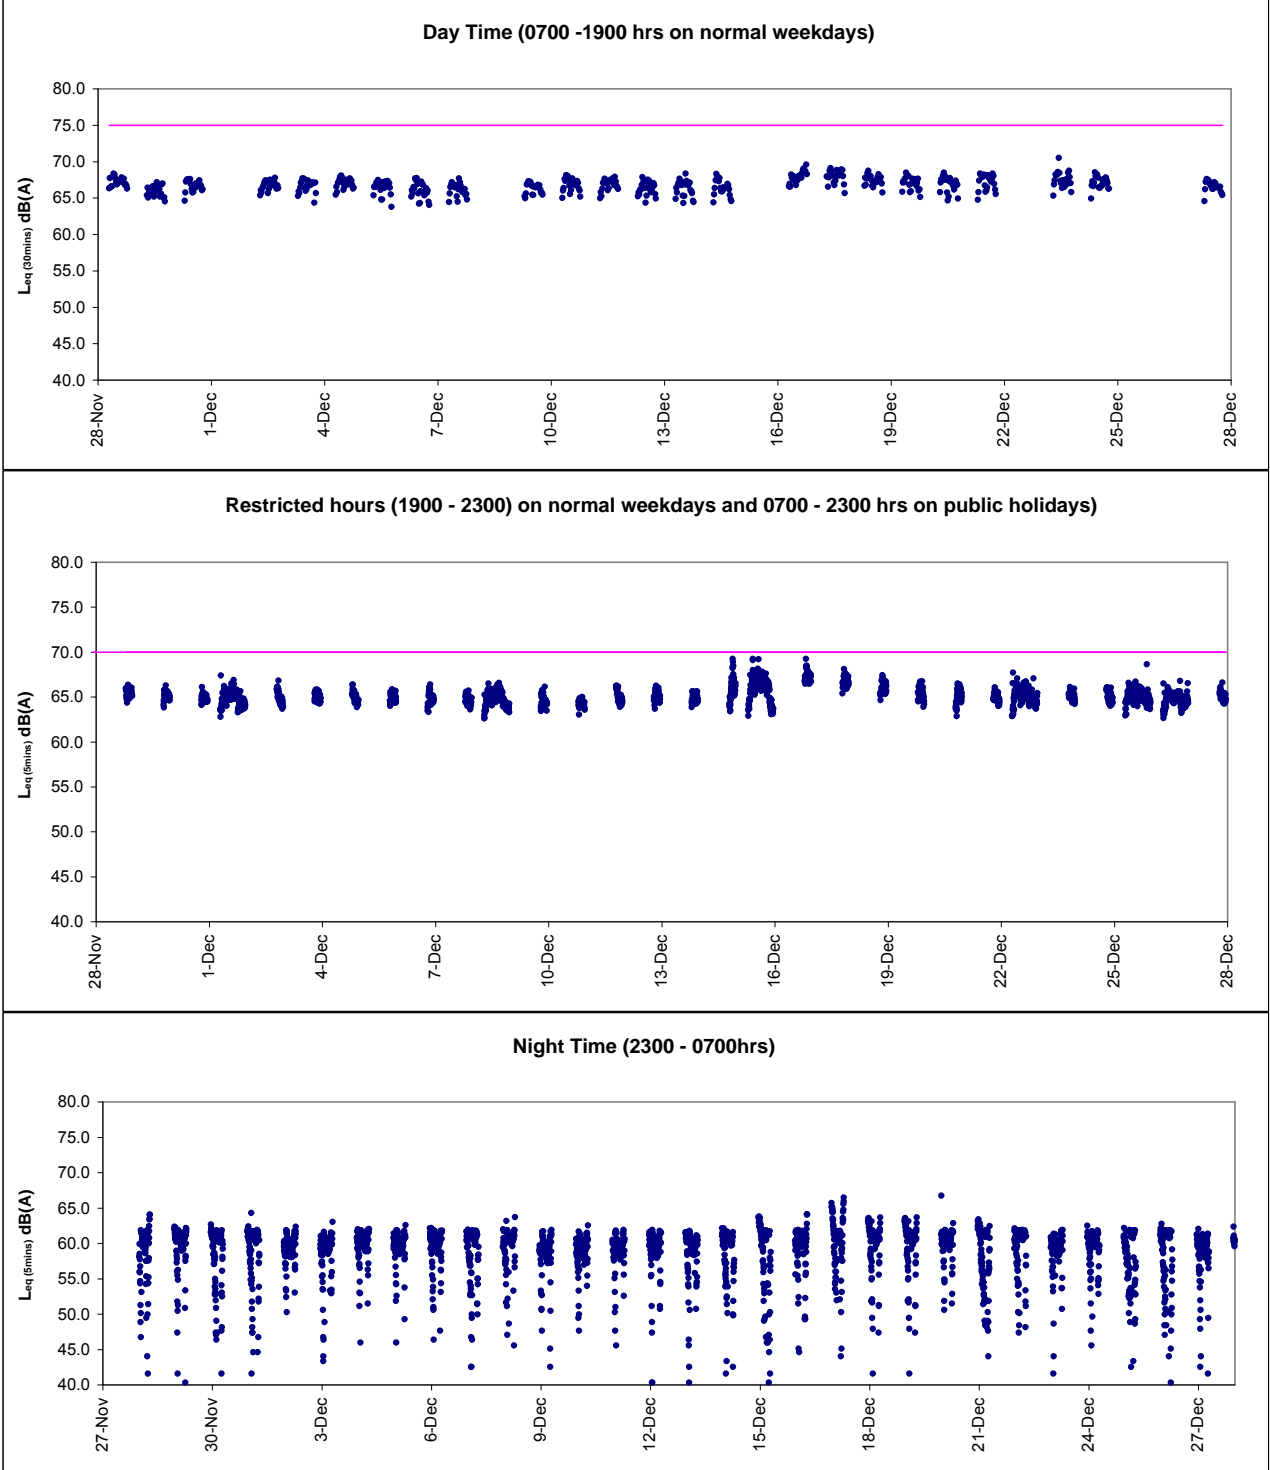 Day Time (0700 -1900 hrs on normal weekdays)
80.0
75.0
70.0
65.0
60.0
55.0
50.0
45.0
40.0
Leq (30mins) dB(A)
28-Nov
1-Dec
4-Dec
7-Dec
10-Dec
13-Dec
16-Dec
19-Dec
22-Dec
25-Dec
28-Dec
Restricted hours (1900 - 2300) on normal weekdays and 0700 - 2300 hrs on public holidays)
80.0
75.0
70.0
65.0
60.0
55.0
50.0
45.0
40.0
Leq (5mins) dB(A)
28-Nov
1-Dec
4-Dec
7-Dec
10-Dec
13-Dec
16-Dec
19-Dec
22-Dec
25-Dec
28-Dec
Night Time (2300 - 0700hrs)
80.0
75.0
70.0
65.0
60.0
55.0
50.0
45.0
40.0
Leq (5mins) dB(A)
27-Nov
30-Nov
3-Dec
6-Dec
9-Dec
12-Dec
15-Dec
18-Dec
21-Dec
24-Dec
27-Dec